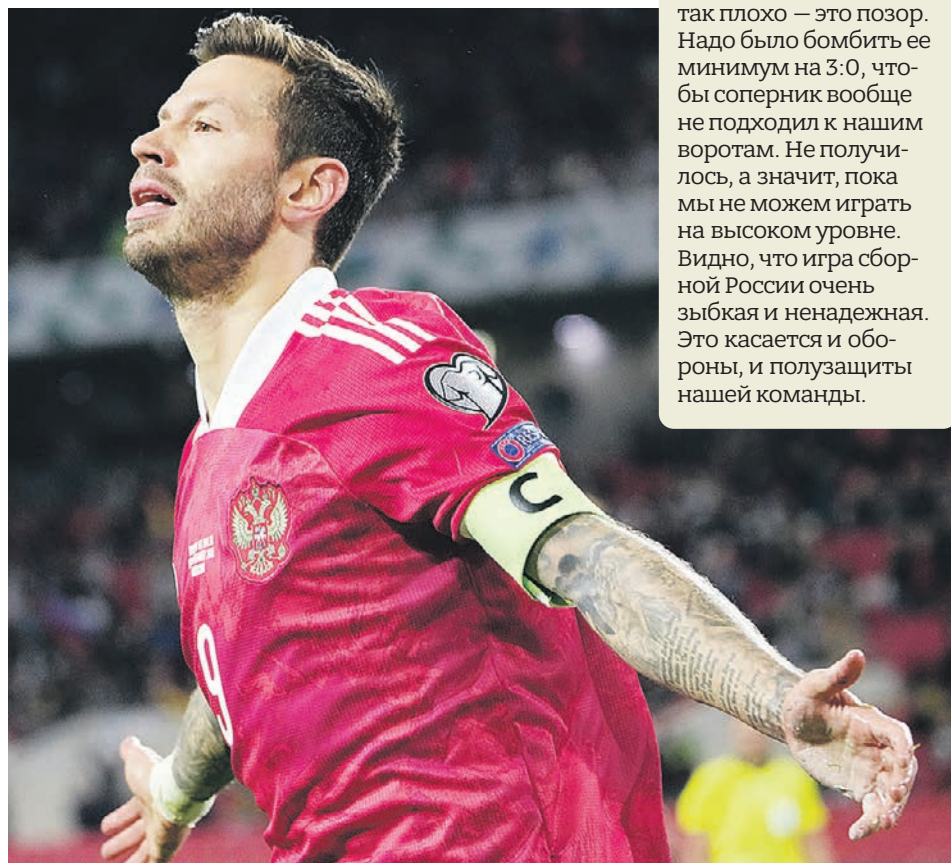 так плохо — это позор.
Надо было бомбить ее
минимум на 3:0, что-
бы соперник вообще
не подходил к нашим
воротам. Не получи-
лось, а значит, пока
мы не можем играть
на высоком уровне.
Видно, что игра сбор-
ной России очень
зыбкая и ненадежная.
Это касается и обо-
роны, и полузащиты
нашей команды.
C
9